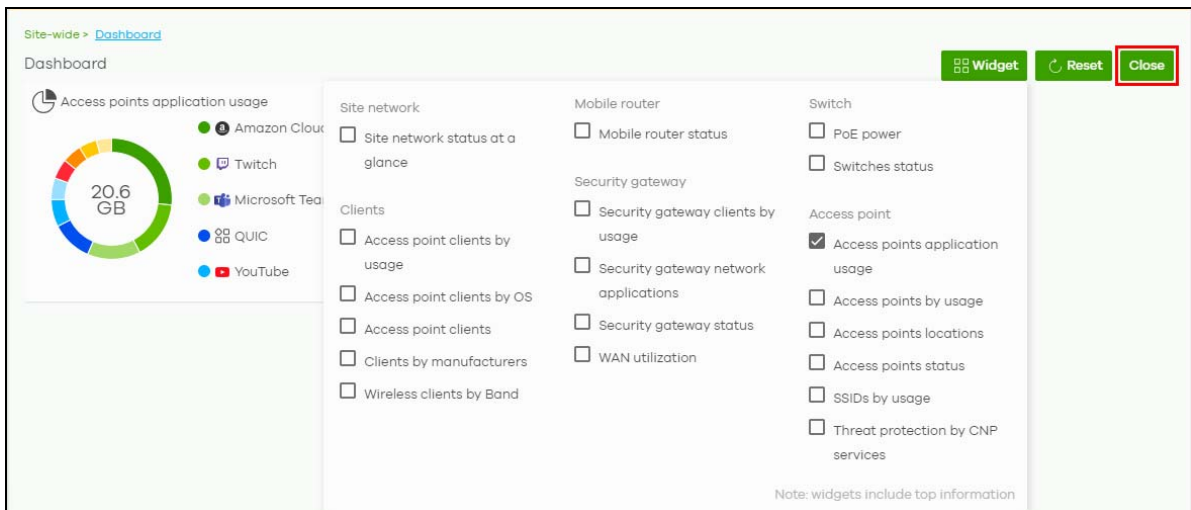 Site-wide > Dashboard
Dashboard
Widget
Reset
Close
Access points application usage
20.6
GB
a Amazon Clou
Twitch
Microsoft Tea
QUIC
YouTube
Site network
Site network status at a
glance
Clients
Access point clients by
usage
Access point clients by OS
Access point clients
Clients by manufacturers
Wireless clients by Band
Mobile router
Mobile router status
Security gateway
Security gateway clients by
usage
Security gateway network
applications
Security gateway status
WAN utilization
Switch
PoE power
Switches status
Access point
Access points application
usage
Access points by usage
Access points locations
Access points status
SSIDs by usage
Threat protection by CNP
services
Note: widgets include top information